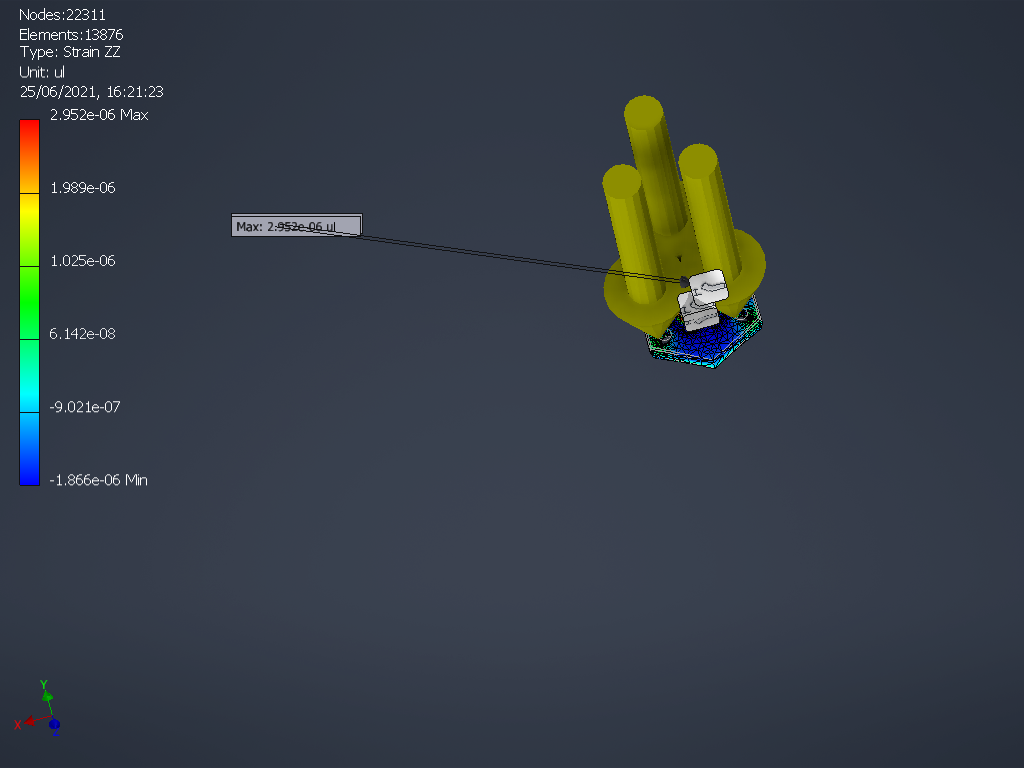 Nodes:22311
Elements:13876
Type: Strain ZZ
Unit: ul
25/06/2021, 16:21:23
2.952e-06 Max
1.989e-06
1.025e-06
6.142e-08
-9.021e-07
-1.866e-06 Min
Max: 2.952e-06 ul
Y
X
Z